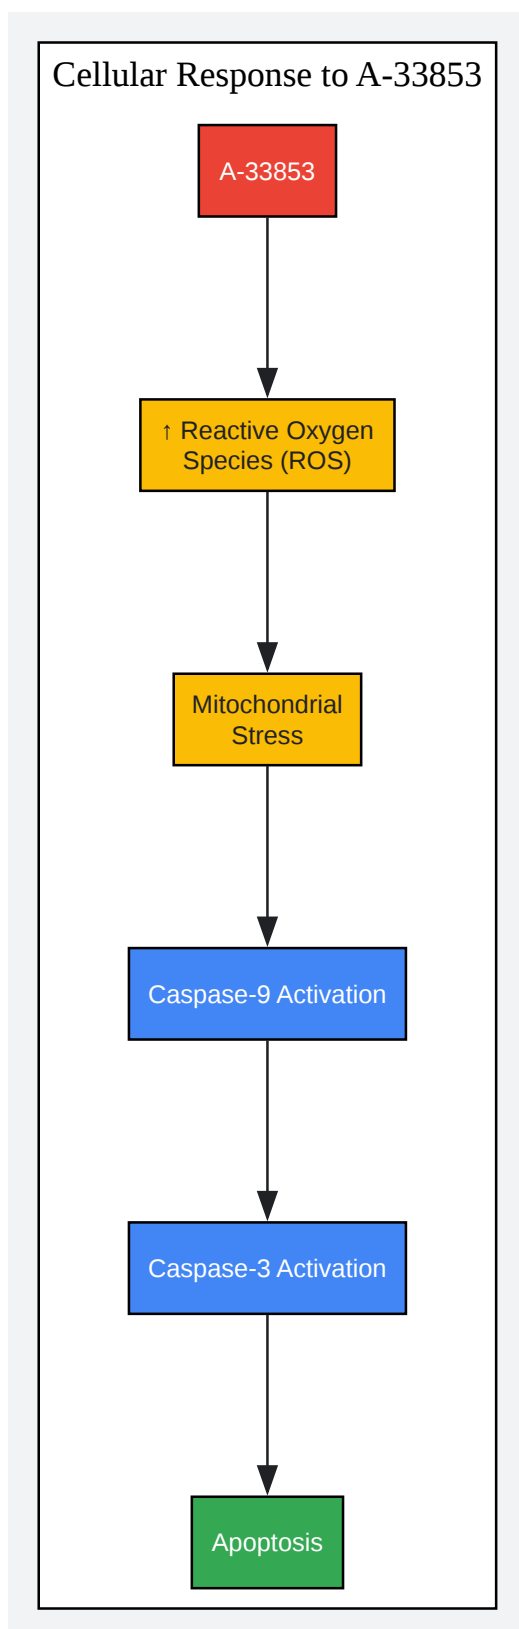 Cellular Response to A-33853
A-33853
↑ Reactive Oxygen
Species (ROS)
Mitochondrial
Stress
Caspase-9 Activation
Caspase-3 Activation
Apoptosis